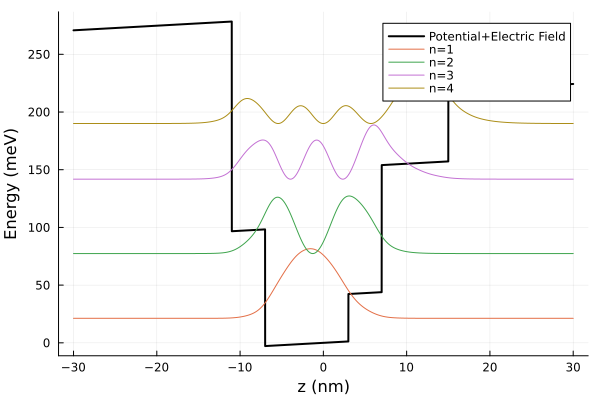 Potential+Electric Field
n=1
n=2
n=3
n=4
250
200
150
100
50
0
Energy (meV)
−30 −20 −10 0 10 20 30
z (nm)